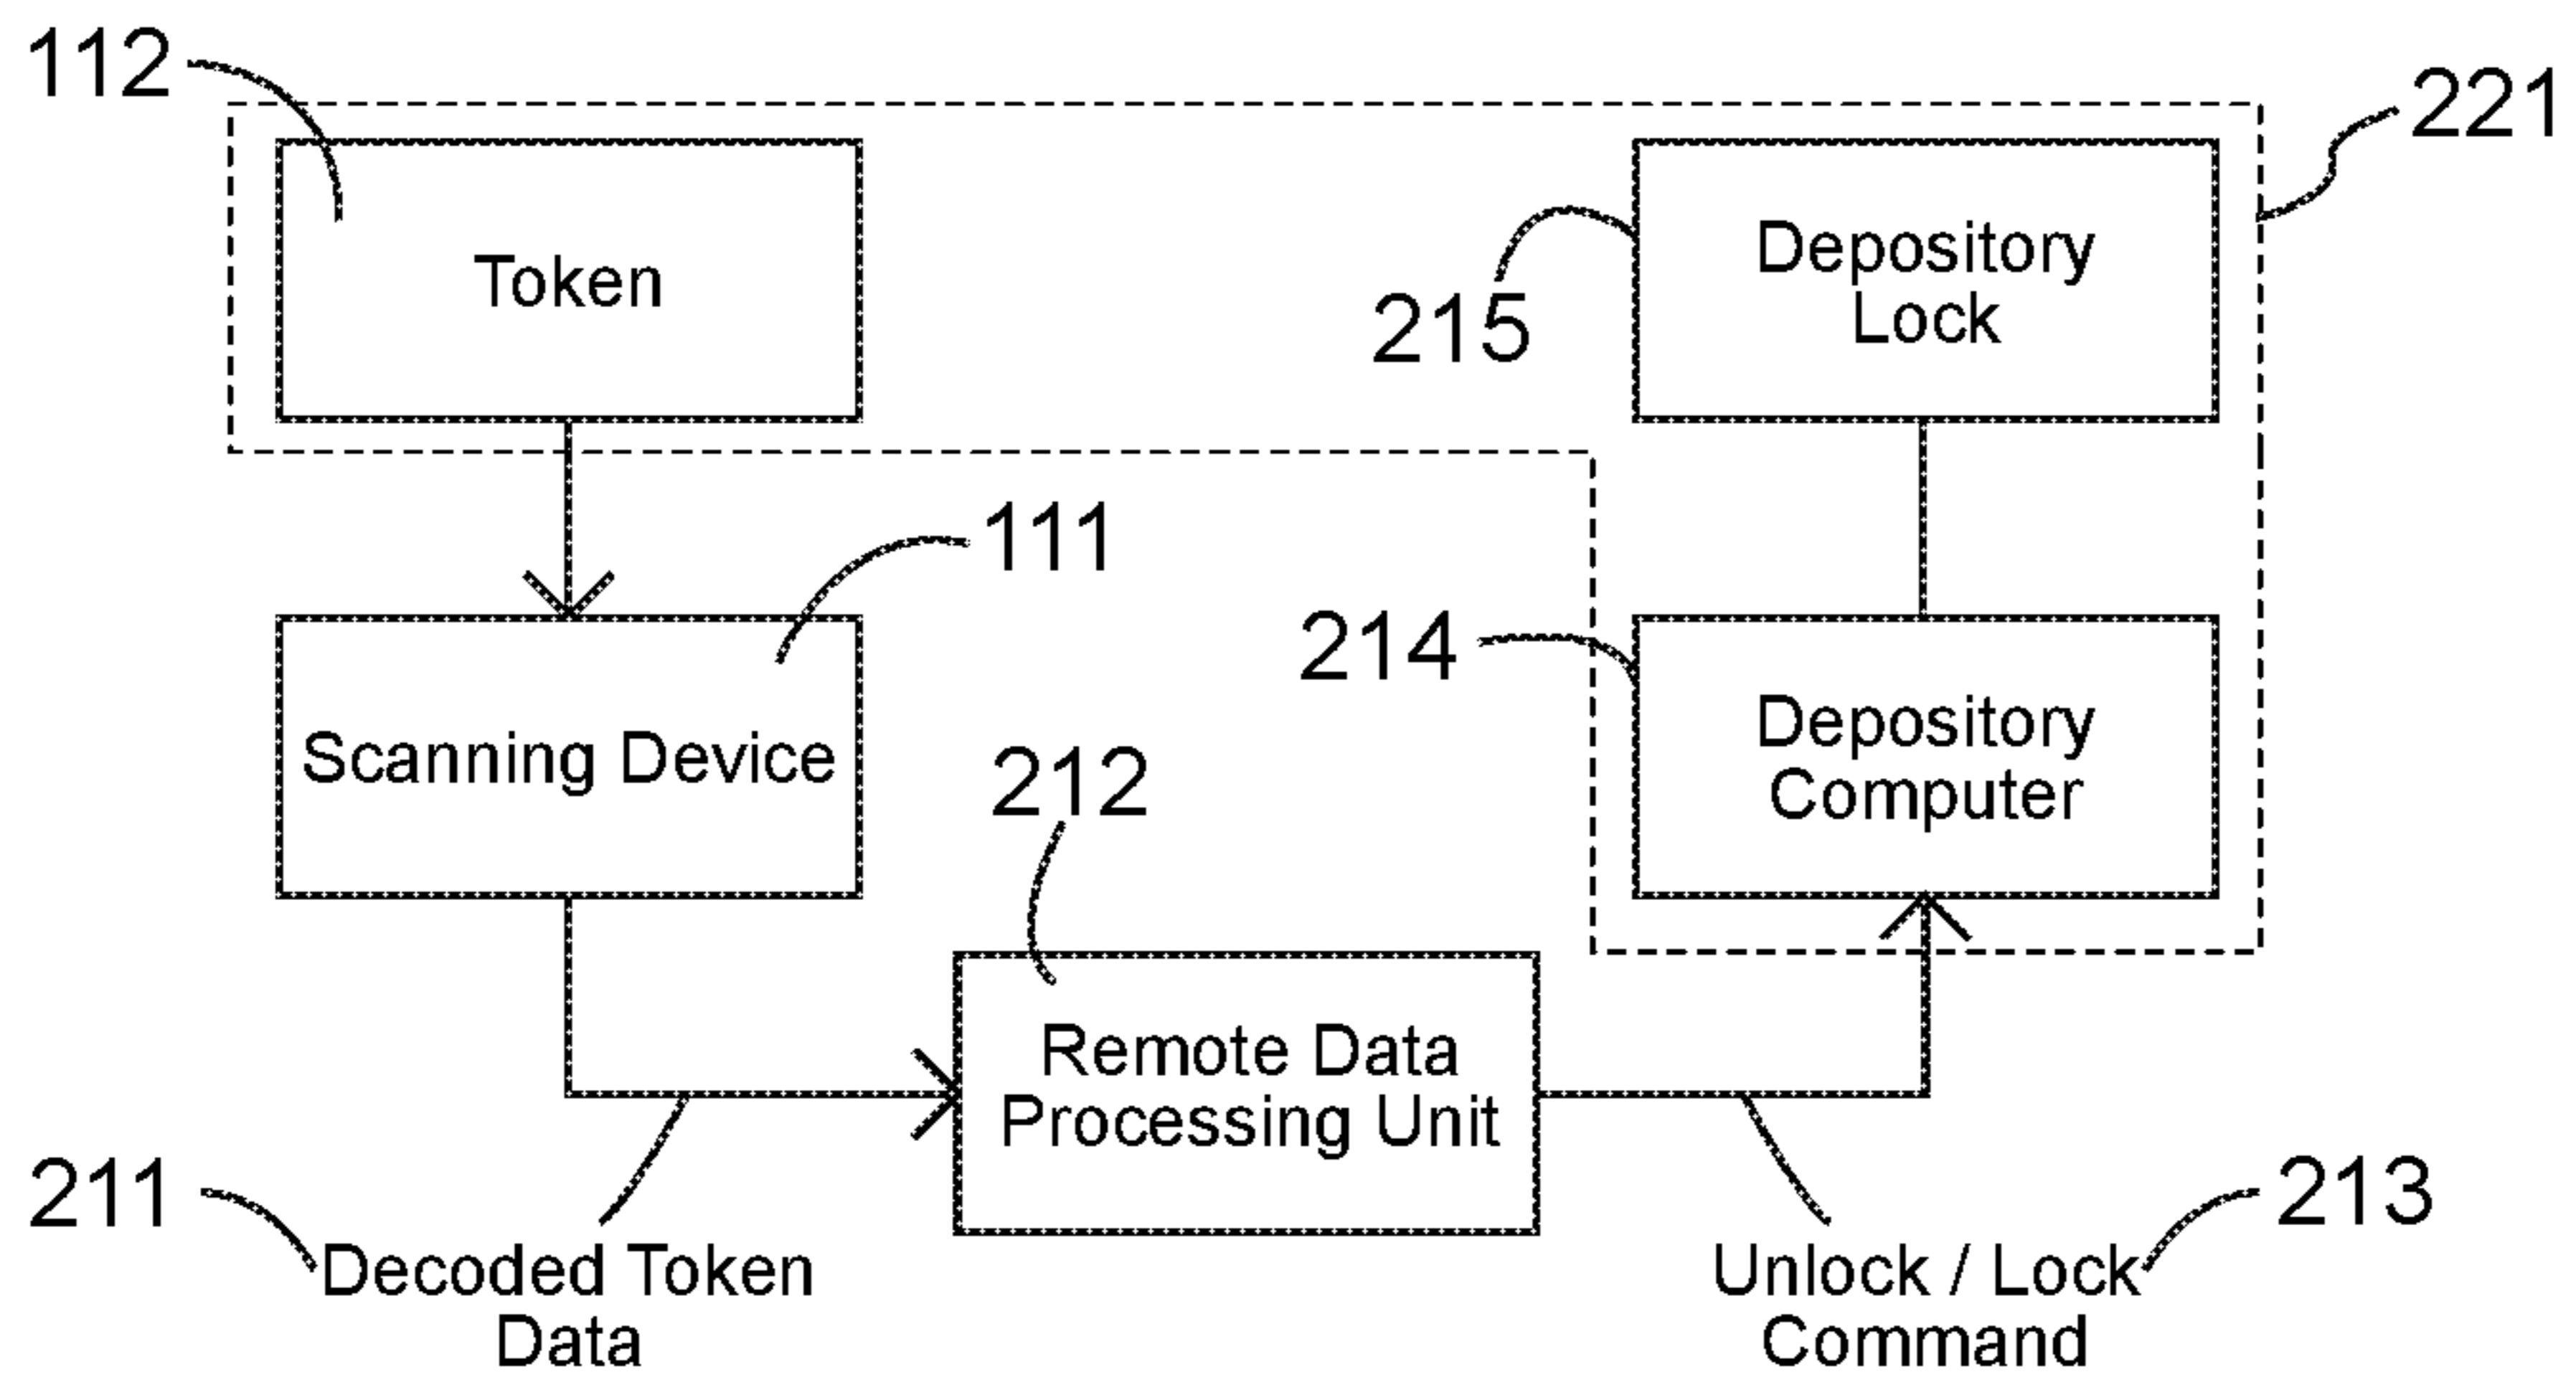 112
221
Token
Depository
Lock
215
111
214
Scanning Device
Depository
Computer
212
Remote Data
Processing Unit
211
213
Decoded Token
Data
Unlock / Lock
Command